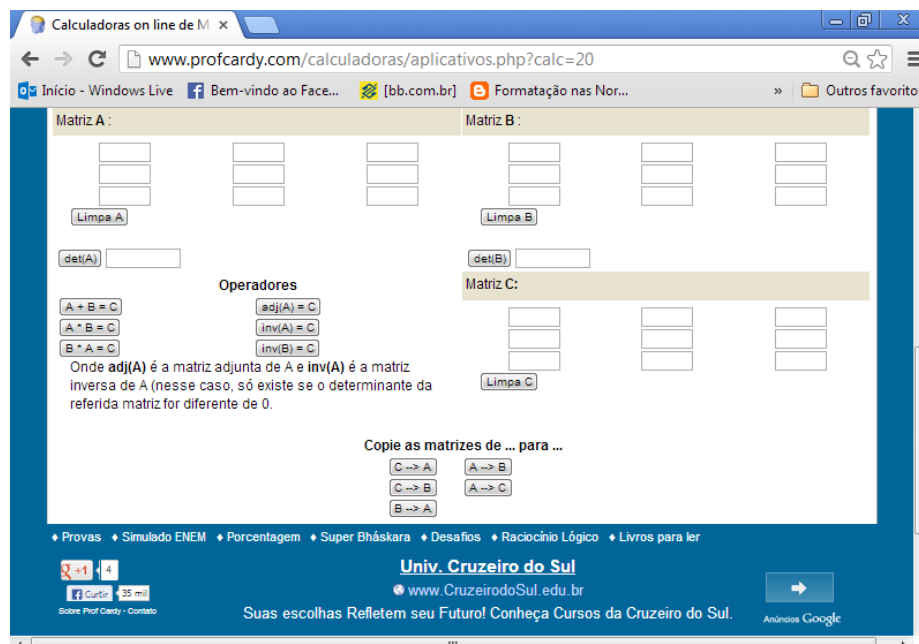 Calculadoras on line de M
www.profcardy.com/calculadoras/aplicativos.php?calc=20
Início - Windows Live Bem-vindo ao Face... [bb.com.br] Formatação nas Nor... » Outros favorito
Matriz A : Matriz B :
Limpa A Limpa B
det(A) det(B)
Operadores Matriz C:
A + B = C adj(A) = C
A * B = C inv(A) = C
B * A = C inv(B) = C
Onde adj(A) é a matriz adjunta de A e inv(A) é a matriz
inversa de A (nesse caso, só existe se o determinante da
referida matriz for diferente de 0.
Limpa C
Copie as matrizes de ... para ...
C --> A A --> B
C --> B A --> C
B --> A
♦ Provas ♦ Simulado ENEM ♦ Porcentagem ♦ Super Bháskara ♦ Desafios ♦ Raciocínio Lógico ♦ Livros para ler
g +1 4
Curtir 35 mil
Sobre Prof Cardy - Contato
Univ. Cruzeiro do Sul
www.CruzeirodoSul.edu.br
Suas escolhas Refletem seu Futuro! Conheça Cursos da Cruzeiro do Sul.
Anúncios Google